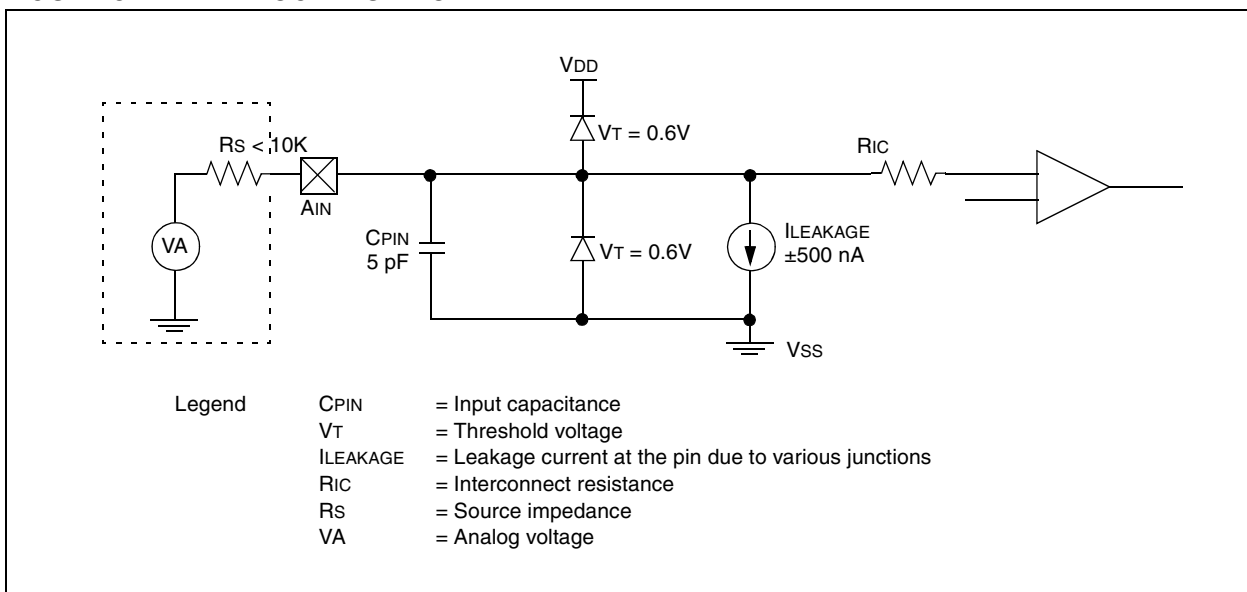 VDD
VT = 0.6V
RS < 10K
RIC
AIN
VA
CPIN
5 pF
VT = 0.6V
ILEAKAGE
±500 nA
VSS
Legend
CPIN = Input capacitance
VT = Threshold voltage
ILEAKAGE = Leakage current at the pin due to various junctions
RIC = Interconnect resistance
RS = Source impedance
VA = Analog voltage